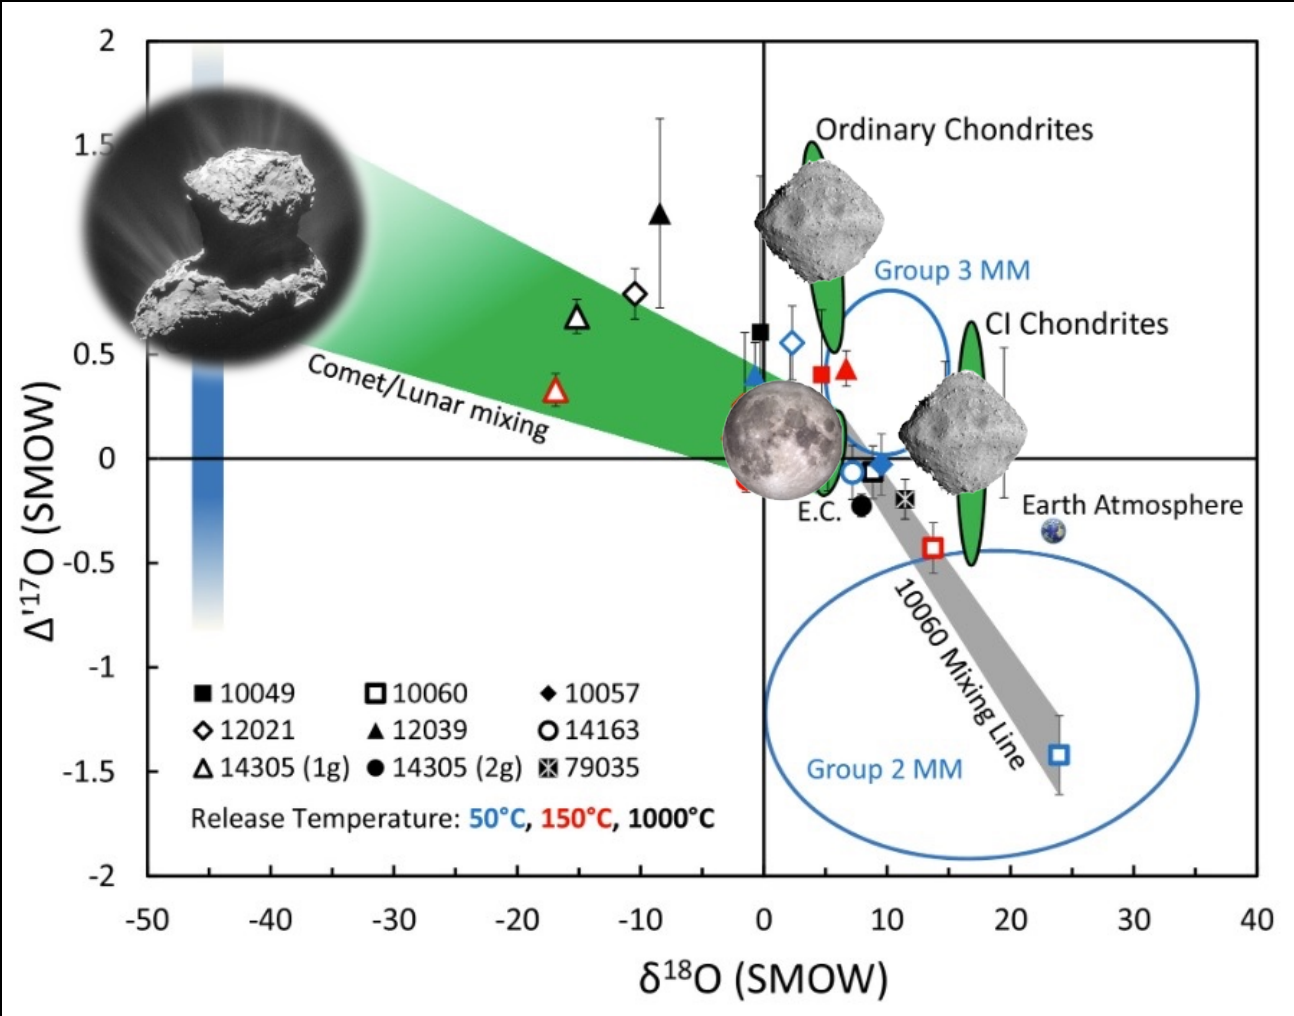 2
1.5
0.5
0
-0.5
-1
-1.5
-2
Δ'¹⁷O (SMOW)
Ordinary Chondrites
Group 3 MM
CI Chondrites
Comet/Lunar mixing
E.C.
Earth Atmosphere
10060 Mixing Line
Group 2 MM
10049 10060 10057
12021 12039 14163
14305 (1g) 14305 (2g) 79035
Release Temperature: 50°C, 150°C, 1000°C
-50 -40 -30 -20 -10 0 10 20 30 40
δ¹⁸O (SMOW)